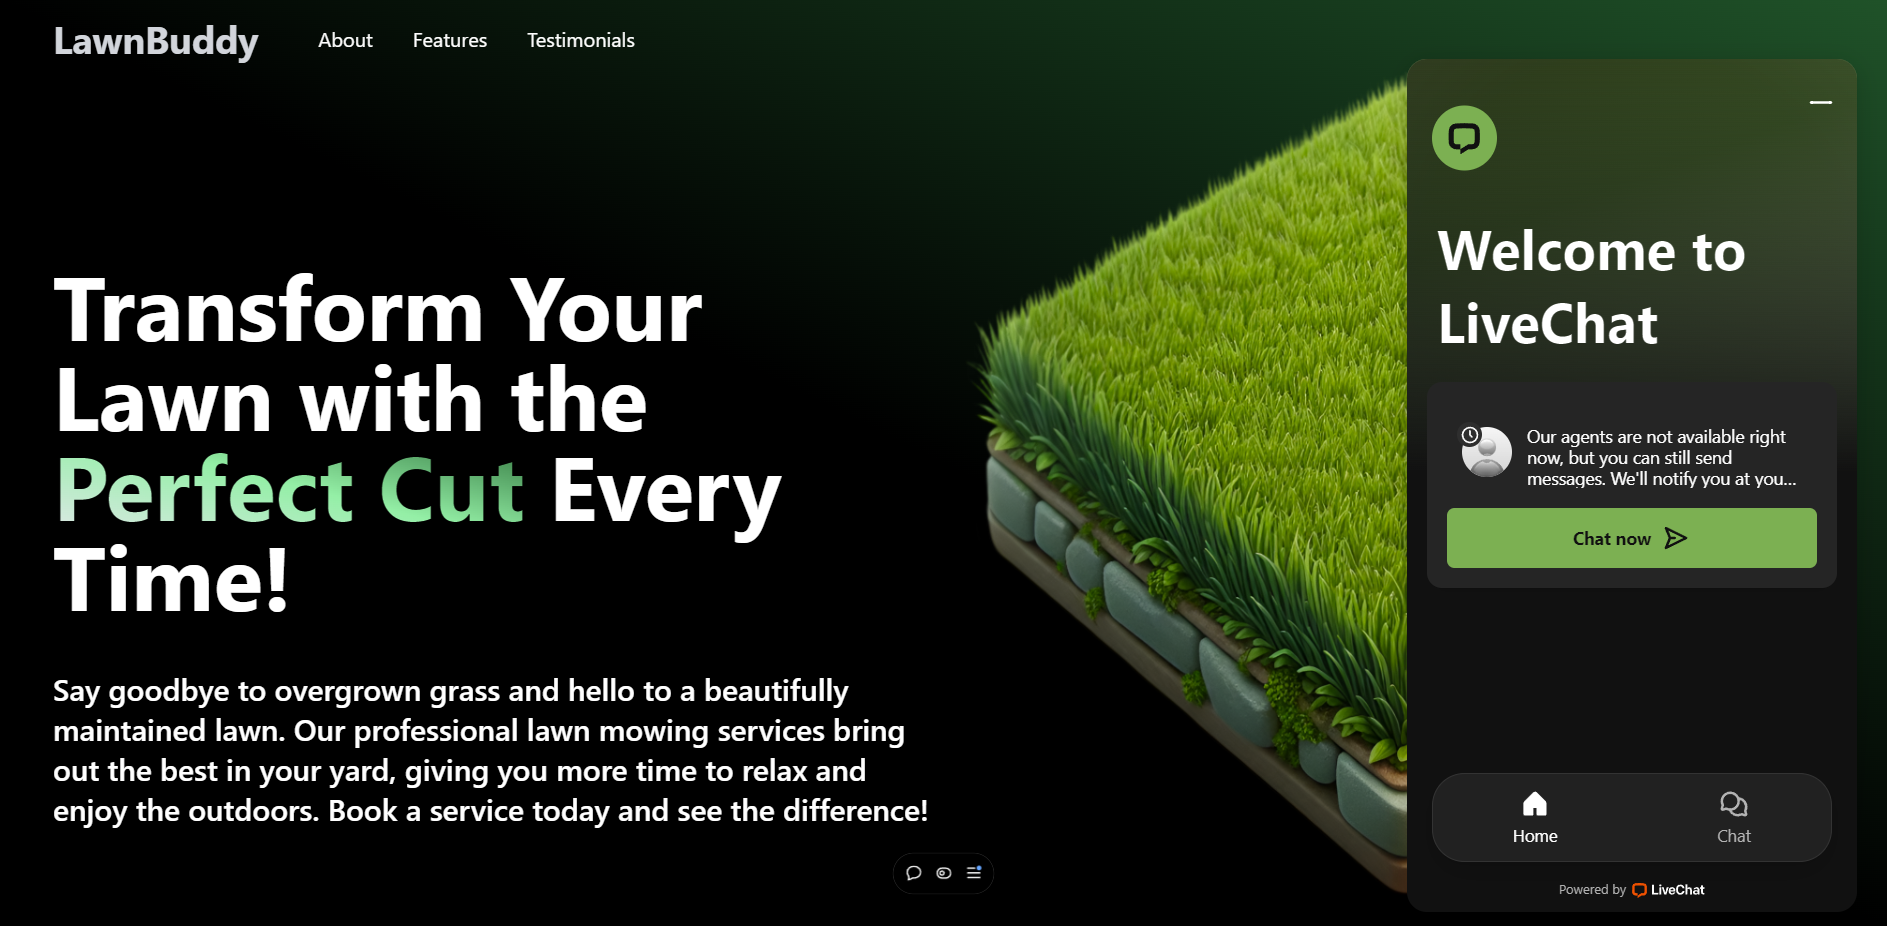 LawnBuddy
About
Features
Testimonials
Transform Your
Lawn with the
Perfect Cut Every
Time!
Say goodbye to overgrown grass and hello to a beautifully
maintained lawn. Our professional lawn mowing services bring
out the best in your yard, giving you more time to relax and
enjoy the outdoors. Book a service today and see the difference!
Welcome to
LiveChat
Our agents are not available right
now, but you can still send
messages. We'll notify you at you...
Chat now
Home
Chat
Powered by LiveChat